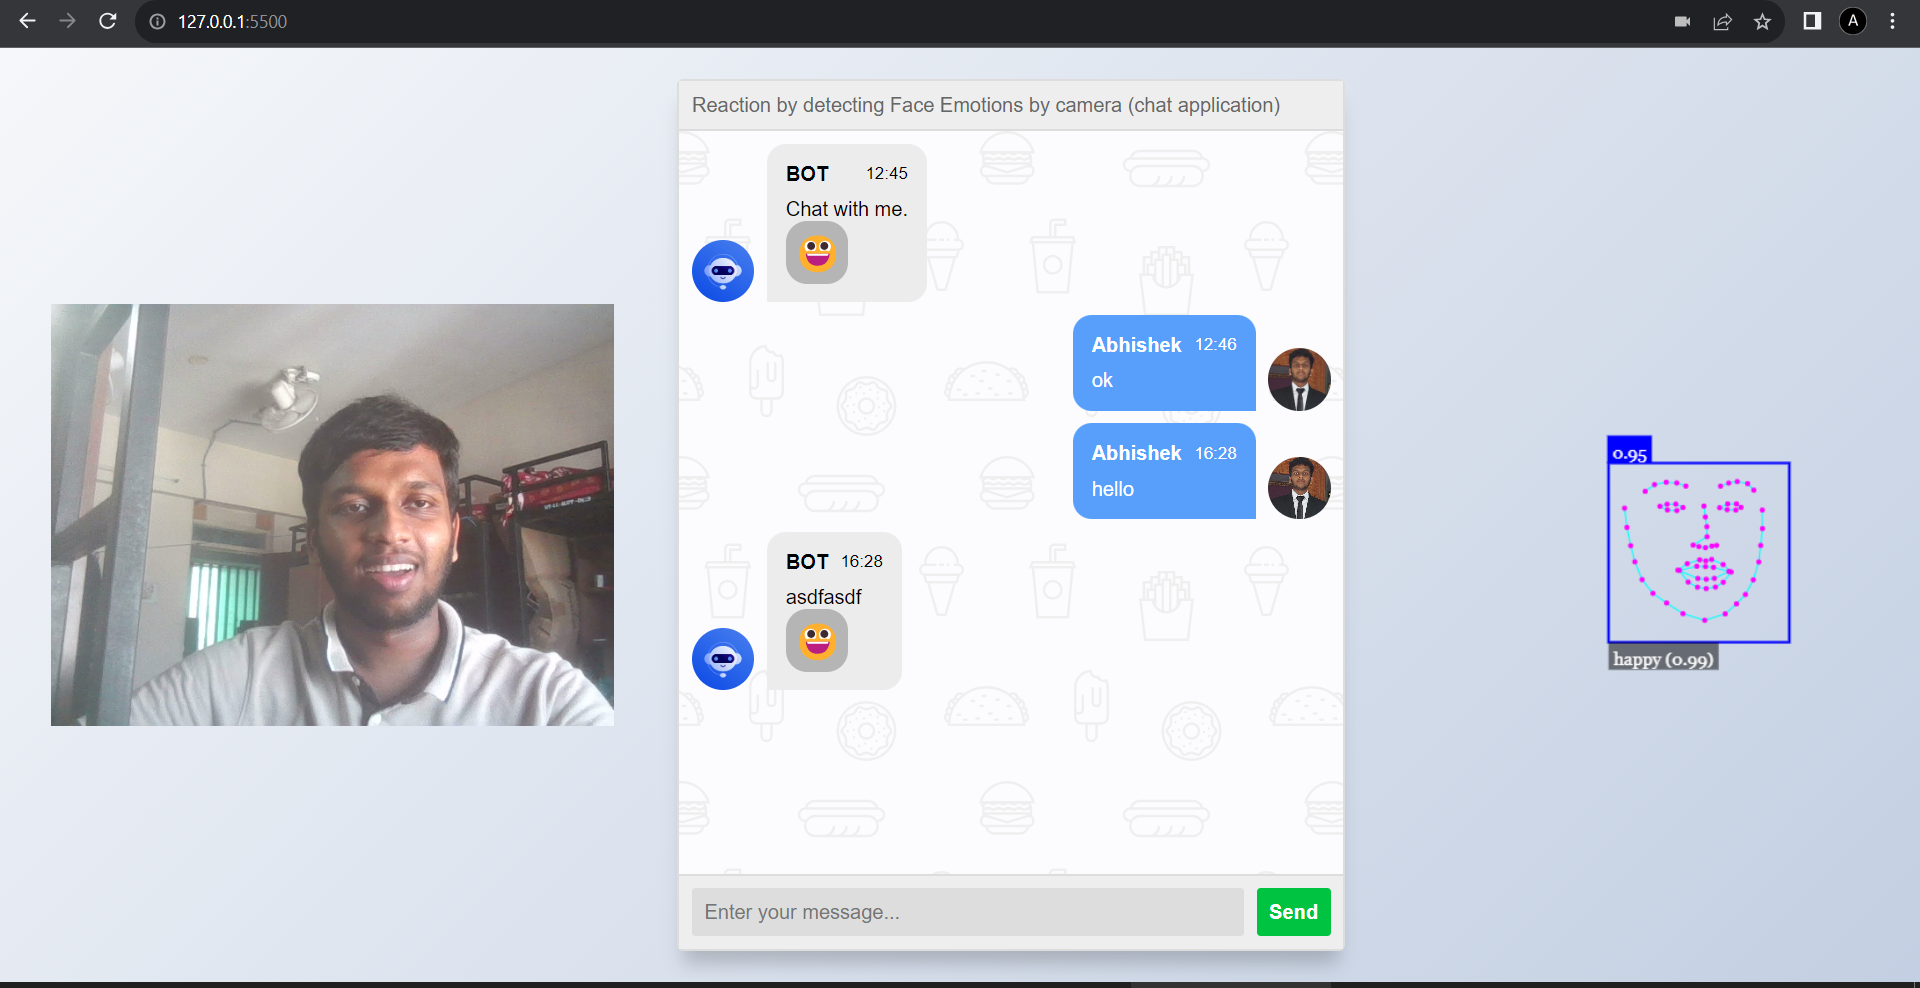 127.0.0.1:5500
A
Reaction by detecting Face Emotions by camera (chat application)
BOT 12:45
Chat with me.
Abhishek 12:46
ok
Abhishek 16:28
hello
BOT 16:28
asdfasdf
0.95
happy (0.99)
Enter your message...
Send